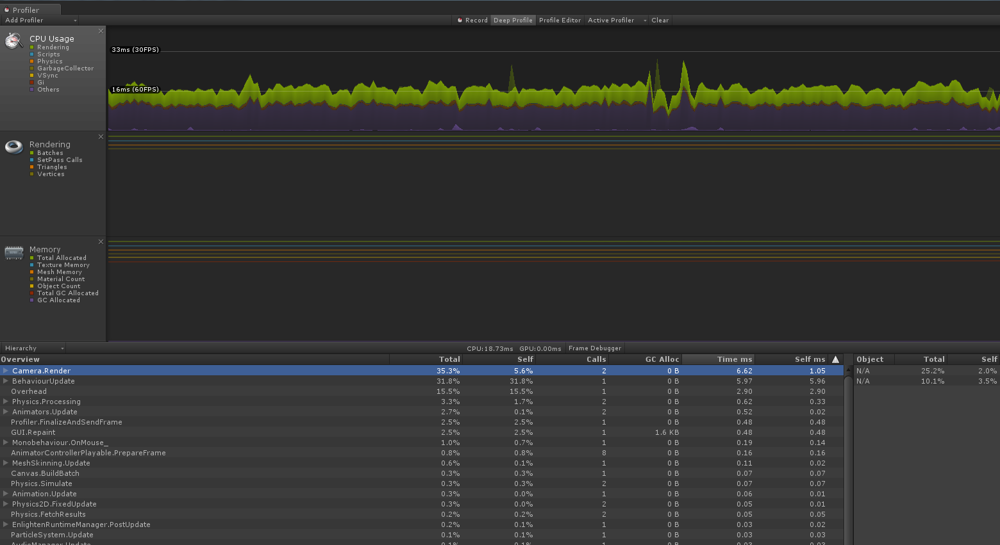 Profiler
Add Profiler
Record Deep Profile Profile Editor Active Profiler Clear
CPU Usage
Rendering
Scripts
Physics
GarbageCollector
VSync
Gi
Others
33ms (30FPS)
16ms (60FPS)
Rendering
Batches
SetPass Calls
Triangles
Vertices
Memory
Total Allocated
Texture Memory
Mesh Memory
Material Count
Object Count
Total GC Allocated
GC Allocated
Hierarchy CPU:18.73ms GPU:0.00ms Frame Debugger
Overview Total Self Calls GC Alloc Time ms Self ms Object Total Self
Camera.Render 35.3% 5.6% 2 0 B 6.62 1.05 N/A 25.2% 2.0%
BehaviourUpdate 31.8% 31.8% 1 0 B 5.97 5.96 N/A 10.1% 3.5%
Overhead 15.5% 15.5% 1 0 B 2.90 2.90
Physics.Processing 3.3% 1.7% 2 0 B 0.62 0.33
Animators.Update 2.7% 0.1% 2 0 B 0.52 0.02
Profiler.FinalizeAndSendFrame 2.5% 2.5% 1 0 B 0.48 0.48
GUI.Repaint 2.5% 2.5% 1 1.6 KB 0.48 0.48
Monobehaviour.OnMouse_ 1.0% 0.7% 1 0 B 0.19 0.14
AnimatorControllerPlayable.PrepareFrame 0.8% 0.8% 8 0 B 0.16 0.16
MeshSkinning.Update 0.6% 0.1% 1 0 B 0.11 0.02
Canvas.BuildBatch 0.3% 0.3% 1 0 B 0.07 0.07
Physics.Simulate 0.3% 0.3% 2 0 B 0.07 0.07
Animation.Update 0.3% 0.0% 1 0 B 0.06 0.01
Physics2D.FixedUpdate 0.3% 0.0% 2 0 B 0.05 0.01
Physics.FetchResults 0.2% 0.2% 2 0 B 0.05 0.05
EnlightenRuntimeManager.PostUpdate 0.2% 0.1% 1 0 B 0.03 0.02
ParticleSystem.Update 0.1% 0.1% 1 0 B 0.03 0.03
AudioManager.Update 0.1% 0.1% 1 0 B 0.03 0.03